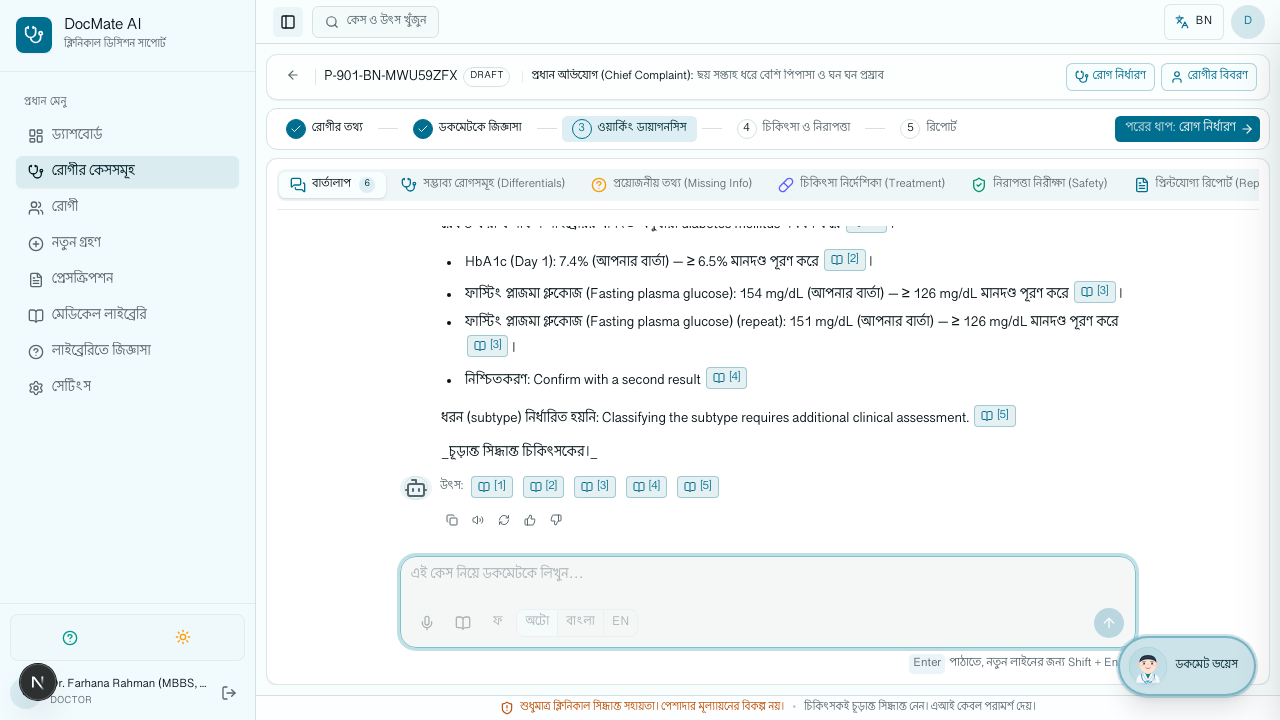 DocMate AI
ক্লিনিকাল ডিসিশন সাপোর্ট
প্রধান মেনু
ড্যাশবোর্ড
রোগীর কেসসমূহ
রোগী
নতুন গ্রহণ
প্রেসক্রিপশন
মেডিকেল লাইব্রেরি
লাইব্রেরিতে জিজ্ঞাসা
সেটিংস
N
r. Farhana Rahman (MBBS, ...
DOCTOR
কেস ও উৎস খুঁজুন
BN
D
P-901-BN-MWU59ZFX DRAFT প্রধান অভিযোগ (Chief Complaint): ছয় সপ্তাহ ধরে বেশি পিপাসা ও ঘন ঘন প্রস্রাব
রোগ নির্ধারণ
রোগীর বিবরণ
রোগীর তথ্য
ডকমেটকে জিজ্ঞাসা
3 ওয়ার্কিং ডায়াগনসিস
4 চিকিৎসা ও নিরাপত্তা
5 রিপোর্ট
পরের ধাপ: রোগ নির্ধারণ
বার্তালাপ 6
সম্ভাব্য রোগসমূহ (Differentials)
প্রয়োজনীয় তথ্য (Missing Info)
চিকিৎসা নির্দেশিকা (Treatment)
নিরাপত্তা নিরীক্ষা (Safety)
প্রিন্টযোগ্য রিপোর্ট (Rep
• HbA1c (Day 1): 7.4% (আপনার বার্তা) — ≥ 6.5% মানদণ্ড পূরণ করে [2] ।
• ফাস্টিং প্লাজমা গ্লুকোজ (Fasting plasma glucose): 154 mg/dL (আপনার বার্তা) — ≥ 126 mg/dL মানদণ্ড পূরণ করে [3] ।
• ফাস্টিং প্লাজমা গ্লুকোজ (Fasting plasma glucose) (repeat): 151 mg/dL (আপনার বার্তা) — ≥ 126 mg/dL মানদণ্ড পূরণ করে
[3] ।
• নিশ্চিতকরণ: Confirm with a second result [4]
ধরন (subtype) নির্ধারিত হয়নি: Classifying the subtype requires additional clinical assessment. [5]
_চূড়ান্ত সিদ্ধান্ত চিকিৎসকের।_
উৎস: [1] [2] [3] [4] [5]
এই কেস নিয়ে ডকমেটকে লিখুন...
ফ অটো বাংলা EN
Enter পাঠাতে, নতুন লাইনের জন্য Shift + En
ডকমেট ভয়েস
শুধুমাত্র ক্লিনিকাল সিদ্ধান্ত সহায়তা। পেশাদার মূল্যায়নের বিকল্প নয়। • চিকিৎসকই চূড়ান্ত সিদ্ধান্ত নেন। এআই কেবল পরামর্শ দেয়।